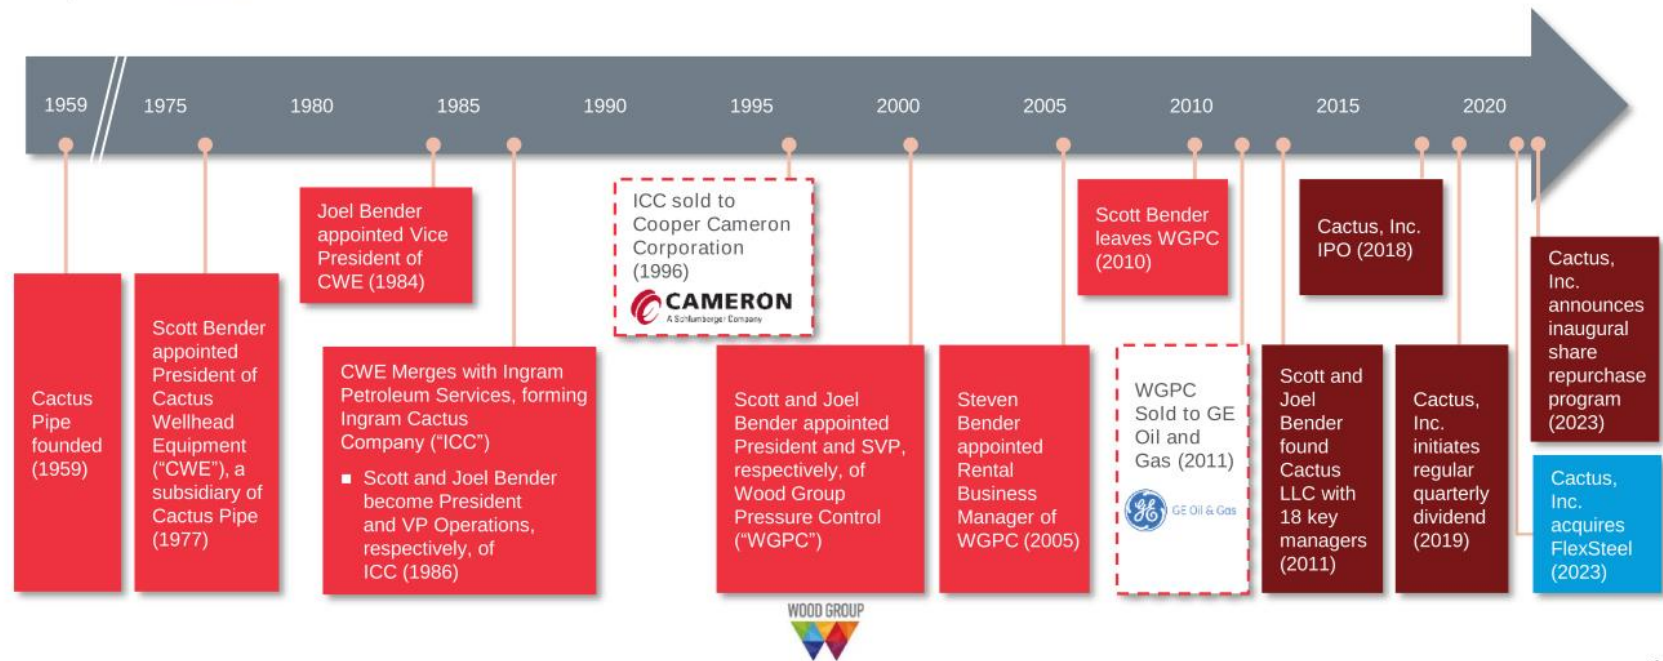 1959
1975
1980
1985
1990
1995
2000
2005
2010
2015
2020
Cactus
Pipe
founded
(1959)
Scott Bender
appointed
President of
Cactus
Wellhead
Equipment
(“CWE”), a
subsidiary of
Cactus Pipe
(1977)
Joel Bender
appointed Vice
President of
CWE (1984)
CWE Merges with Ingram
Petroleum Services, forming
Ingram Cactus
Company (“ICC”)
■ Scott and Joel Bender
become President
and VP Operations,
respectively, of
ICC (1986)
ICC sold to
Cooper Cameron
Corporation
(1996)
CAMERON
A Schlumberger Company
Scott and Joel
Bender appointed
President and SVP,
respectively, of
Wood Group
Pressure Control
(“WGPC”)
WOOD GROUP
Steven
Bender
appointed
Rental
Business
Manager of
WGPC (2005)
Scott Bender
leaves WGPC
(2010)
WGPC
Sold to GE
Oil and
Gas (2011)
GE
GE Oil & Gas
Scott and
Joel
Bender
found
Cactus
LLC with
18 key
managers
(2011)
Cactus, Inc.
IPO (2018)
Cactus,
Inc.
initiates
regular
quarterly
dividend
(2019)
Cactus,
Inc.
announces
inaugural
share
repurchase
program
(2023)
Cactus,
Inc.
acquires
FlexSteel
(2023)